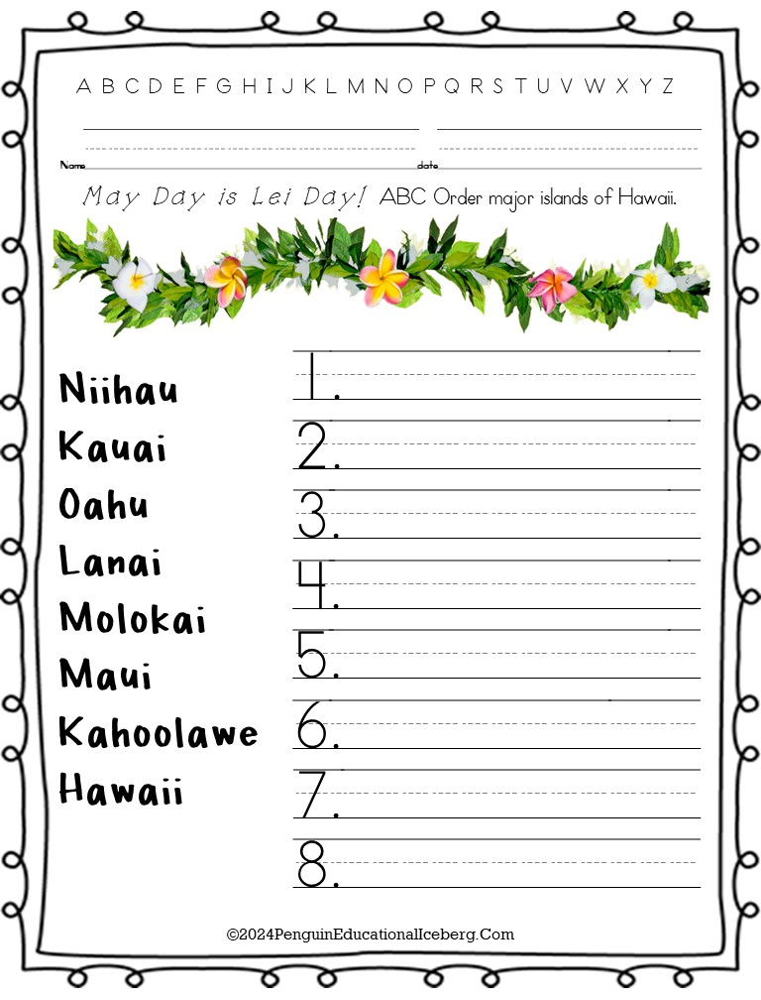 A B C D E F G H I J K L M N O P Q R S T U V W X Y Z
Name date
May Day is Lei Day! ABC Order major islands of Hawaii.
Niihau
Kauai
Oahu
Lanai
Molokai
Maui
Kahoolawe
Hawaii
1.
2.
3.
4.
5.
6.
7.
8.
©2024PenguinEducationalIceberg.Com